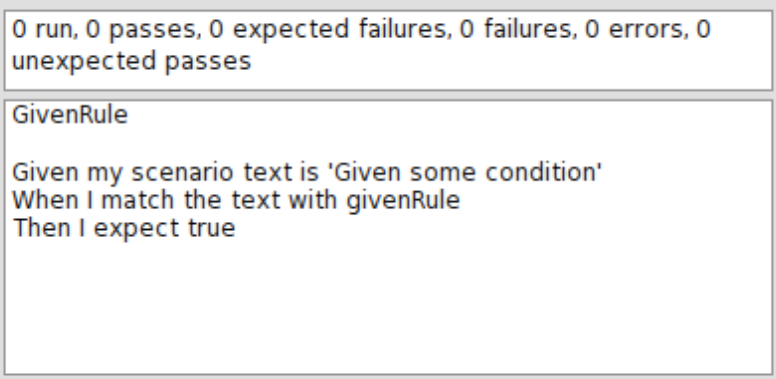 0 run, 0 passes, 0 expected failures, 0 failures, 0 errors, 0
unexpected passes
GivenRule
Given my scenario text is 'Given some condition'
When I match the text with givenRule
Then I expect true